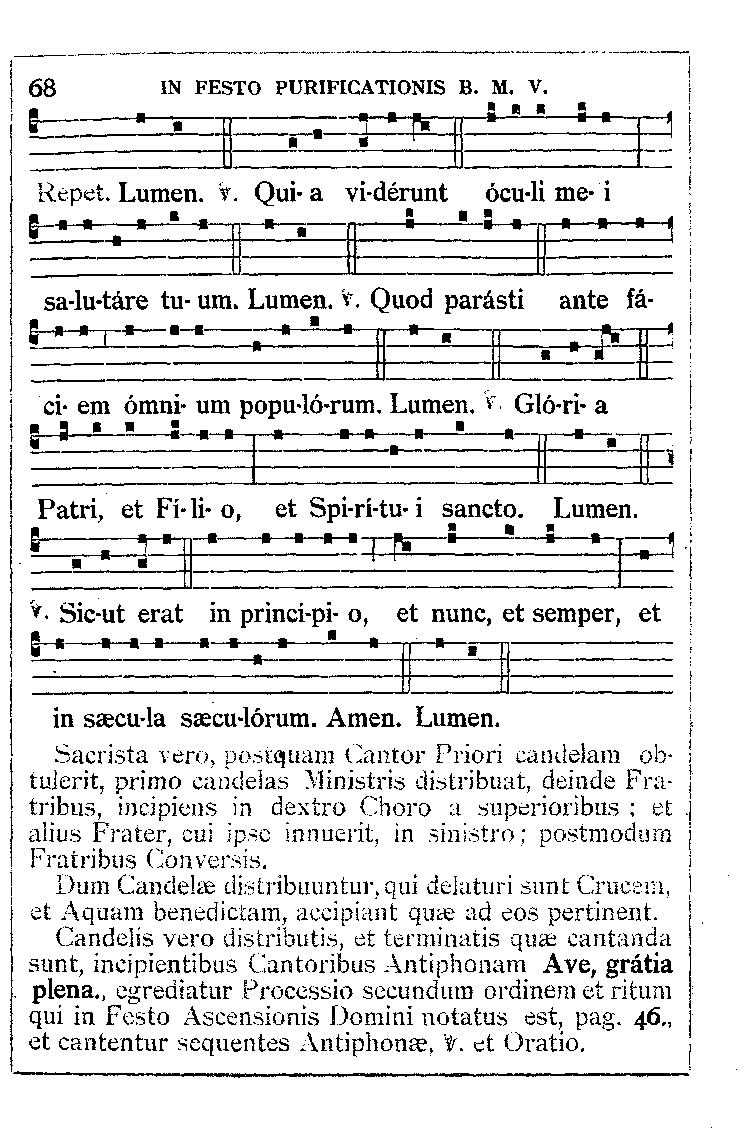 68 IN FESTO PURIFICATIONIS B. M. V.
Repet. Lumen. ℣. Qui- a vi-dérunt ócu-li me- i
sa-lu-táre tu- um. Lumen. ℣. Quod parásti ante fá-
ci- em ómni- um popu-ló-rum. Lumen. ℣. Gló-ri- a
Patri, et Fí- li- o, et Spi-rí-tu- i sancto. Lumen.
℣. Sic-ut erat in princí-pi- o, et nunc, et semper, et
in sæcu-la sæcu-lórum. Amen. Lumen.
Sacrista vero, postquam Cantor Priori candelam ob-
tulerit, primo candelas Ministris distribuat, deinde Fra-
tribus, incipiens in dextro Choro a superioribus ; et
alius Frater, cui ipse innuerit, in sinistro ; postmodum
Fratribus Conversis.
Dum Candelæ distribuuntur, qui delaturi sunt Crucem,
et Aquam benedictam, accipiant quæ ad eos pertinent.
Candelis vero distributis, et terminatis quæ cantanda
sunt, incipientibus Cantoribus Antiphonam Ave, grátia
plena., egrediatur Processio secundum ordinem et ritum
qui in Festo Ascensionis Domini notatus est, pag. 46.,
et cantentur sequentes Antiphonæ, ℣. et Oratio.